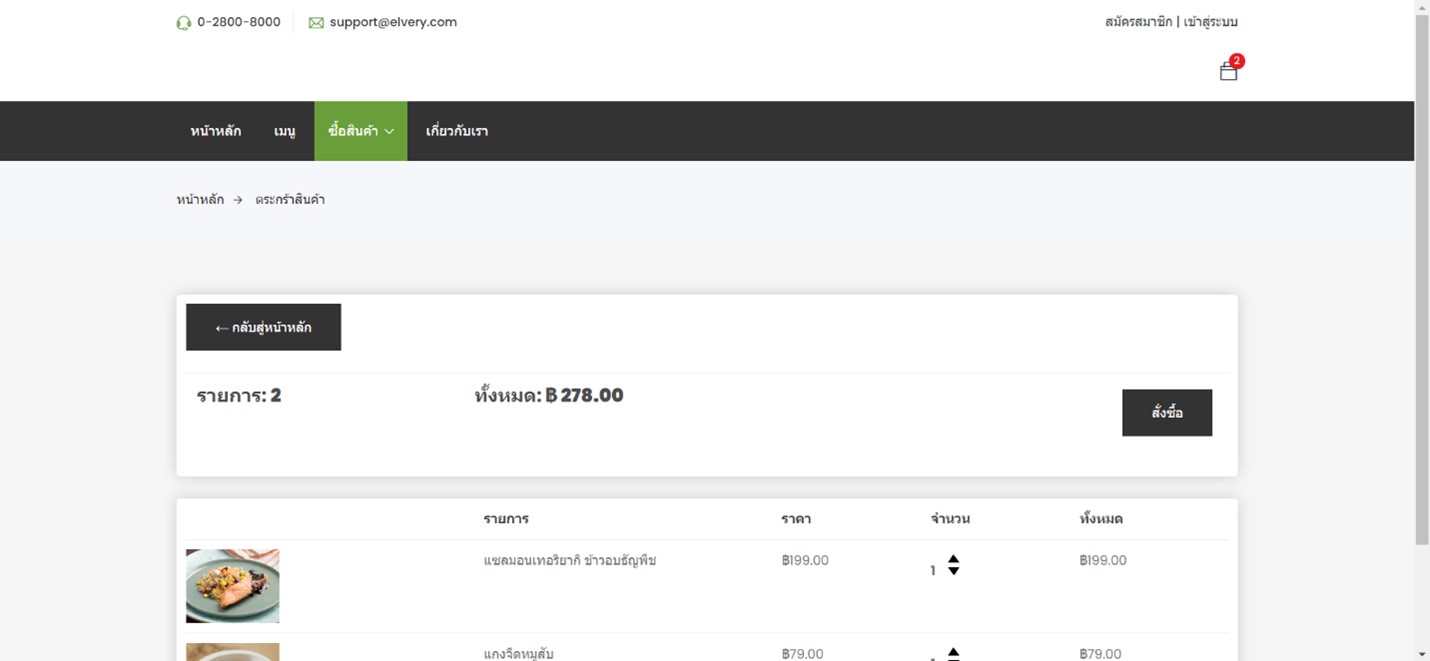 0-2800-8000 support@elvery.com สมัครสมาชิก | เข้าสู่ระบบ
2
หน้าหลัก เมนู ซื้อสินค้า เกี่ยวกับเรา
หน้าหลัก → ตระกร้าสินค้า
← กลับสู่หน้าหลัก
รายการ: 2 ทั้งหมด: ฿ 278.00
สั่งซื้อ
รายการ ราคา จำนวน ทั้งหมด
แซลมอนเทอริยากิ ข้าวอบธัญพืช ฿199.00 1 ฿199.00
แกงจืดหมูสับ ฿79.00 ฿79.00